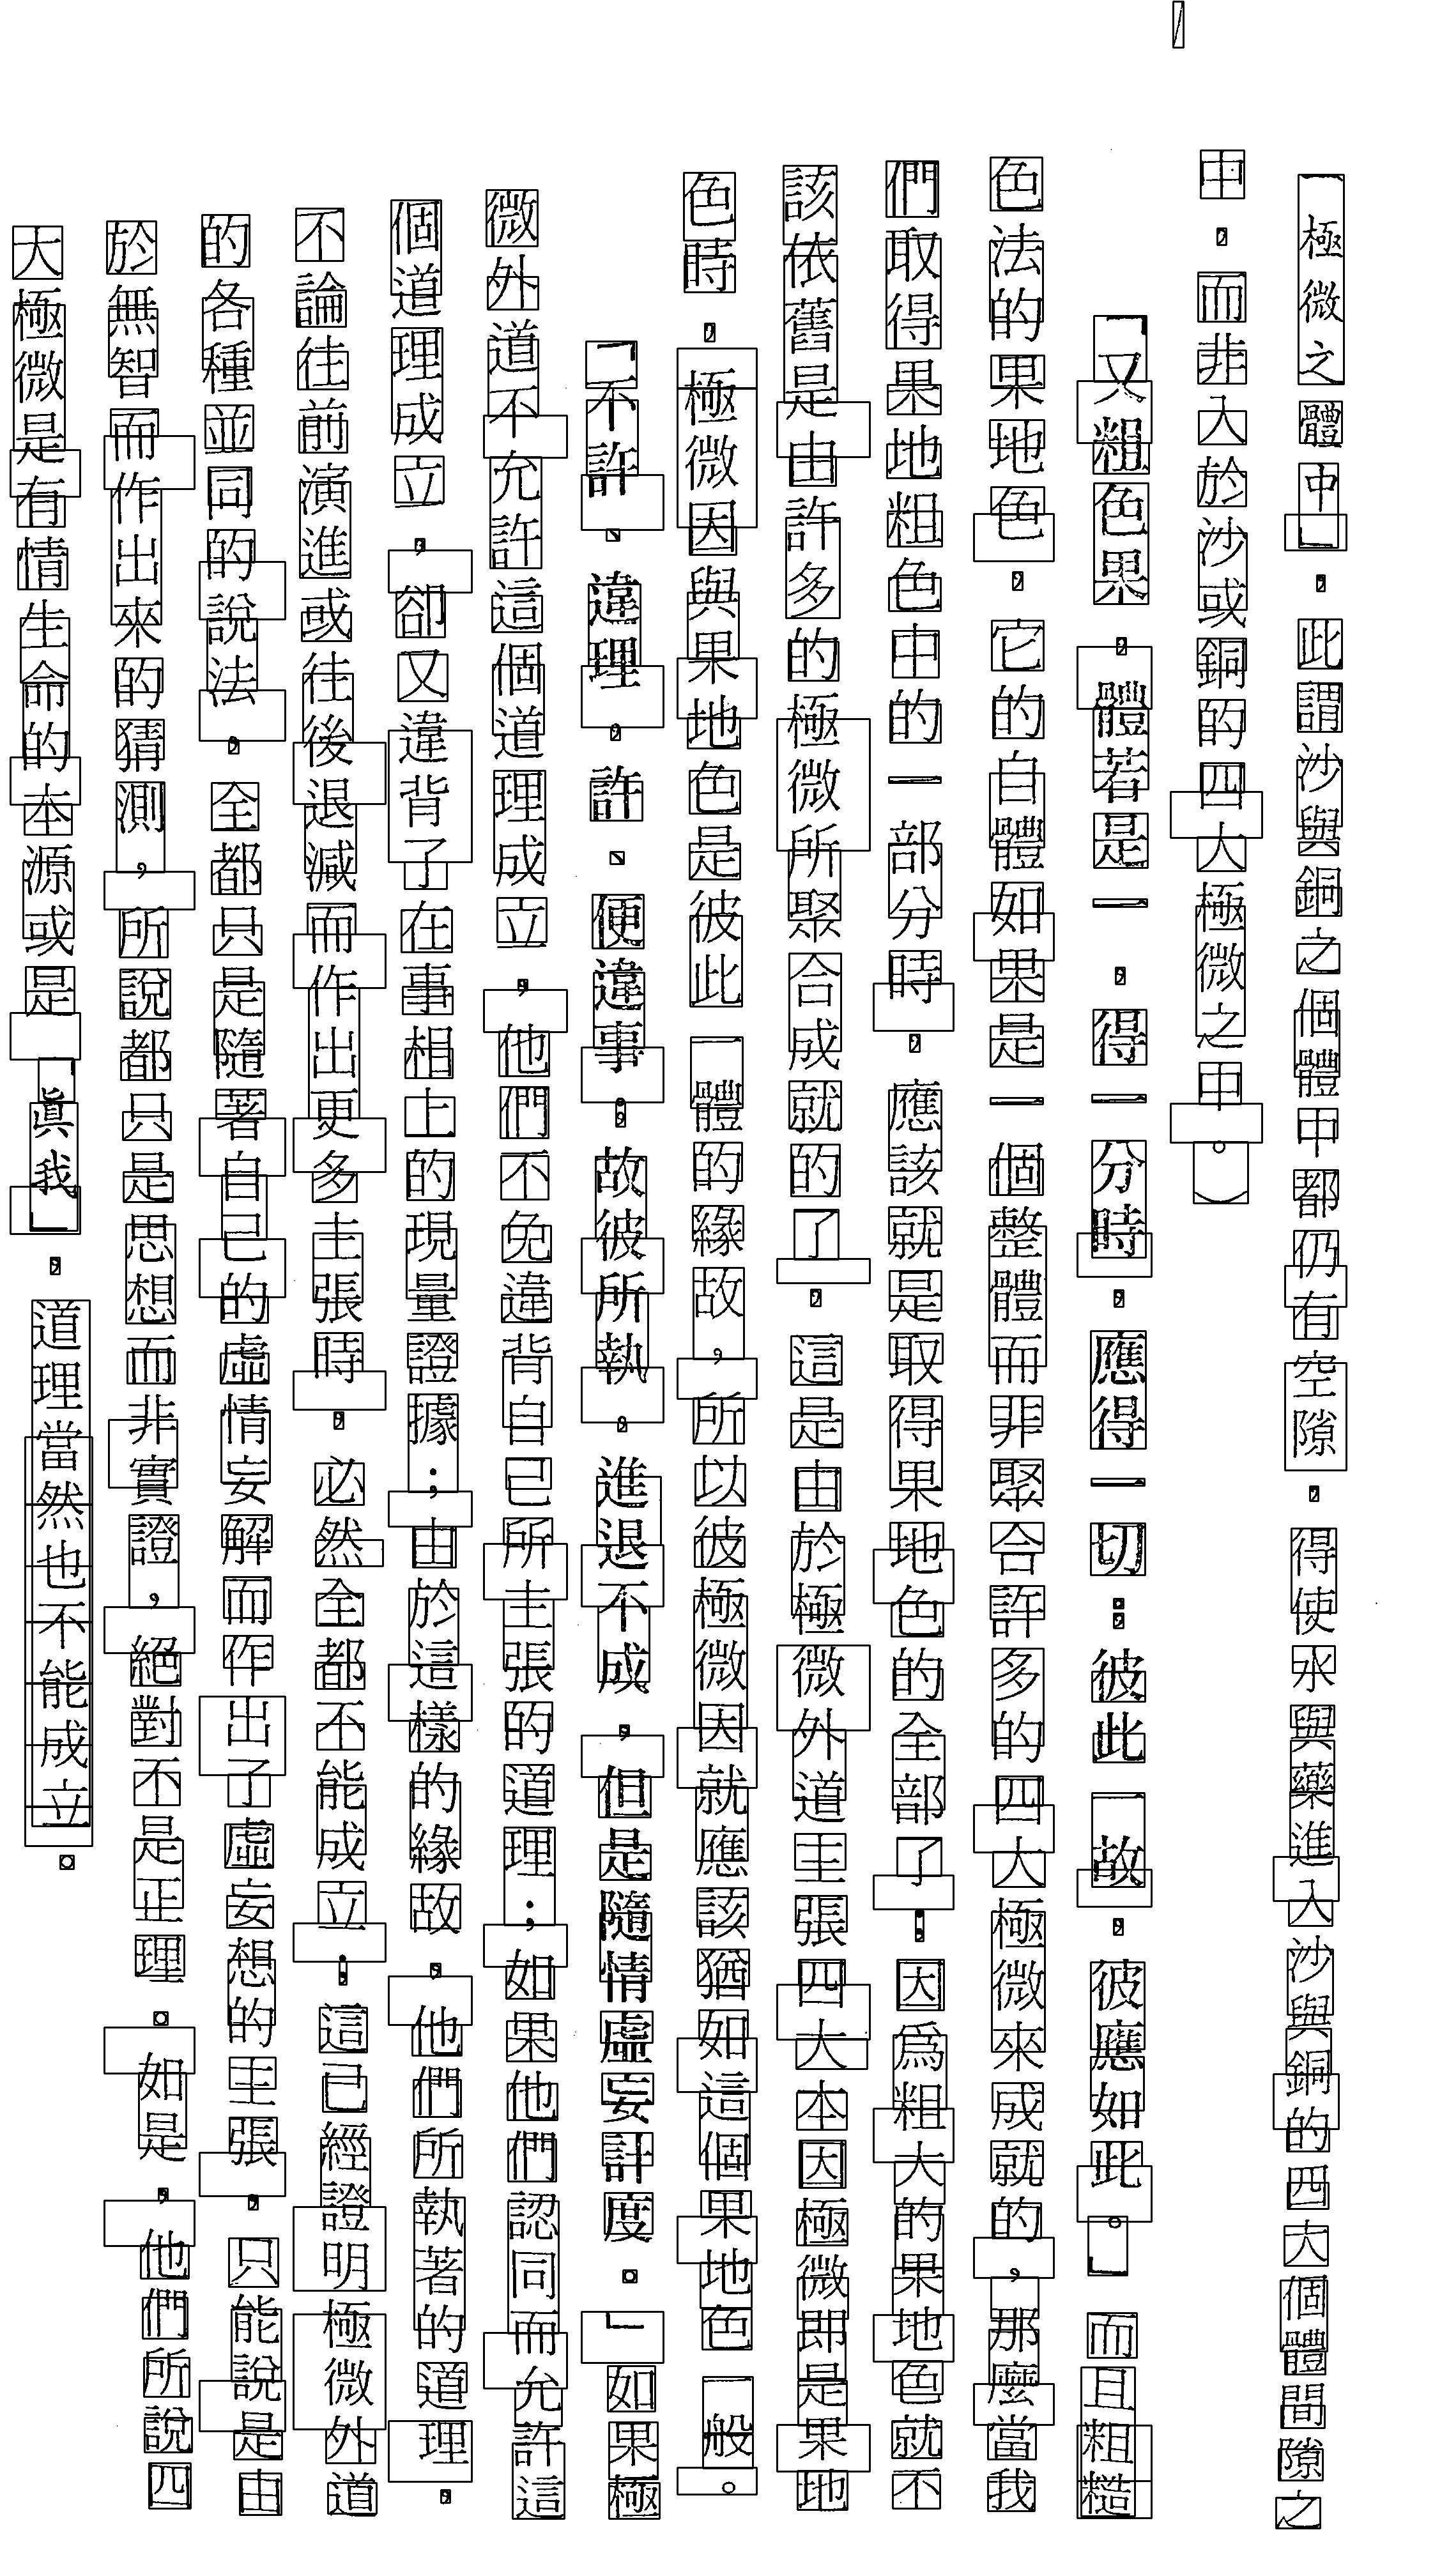 極微之體中」，此謂沙與銅之個體中都仍有空隙，得使水與藥進入沙與銅的四大個體間隙之
中，而非入於沙或銅的四大極微之中。）
「又粗色果，體若是一，得一分時，應得一切；彼此一故，彼應如此。」而且粗糙
色法的果地色，它的自體如果是一個整體而非聚合許多的四大極微來成就的，那麼當我
們取得果地粗色中的一部分時，應該就是取得果地色的全部了；因為粗大的果地色就不
該依舊是由許多的極微所聚合成就的了，這是由於極微外道主張四大本因極微即是果地
色時，極微因與果地色是彼此一體的緣故，所以彼極微因就應該猶如這個果地色一般。
「不許、違理，許、便違事；故彼所執，進退不成，但是隨情虛妄計度。」如果極
微外道不允許這個道理成立，他們不免違背自己所主張的道理；如果他們認同而允許這
個道理成立，卻又違背了在事相上的現量證據；由於這樣的緣故，他們所執著的道理，
不論往前演進或往後退減而作出更多主張時，必然全都不能成立；這已經證明極微外道
的各種並同的說法，全都只是隨著自己的虛情妄解而作出了虛妄想的主張，只能說是由
於無智而作出來的猜測，所說都只是思想而非實證，絕對不是正理。如是，他們所說四
大極微是有情生命的本源或是「真我」，道理當然也不能成立。